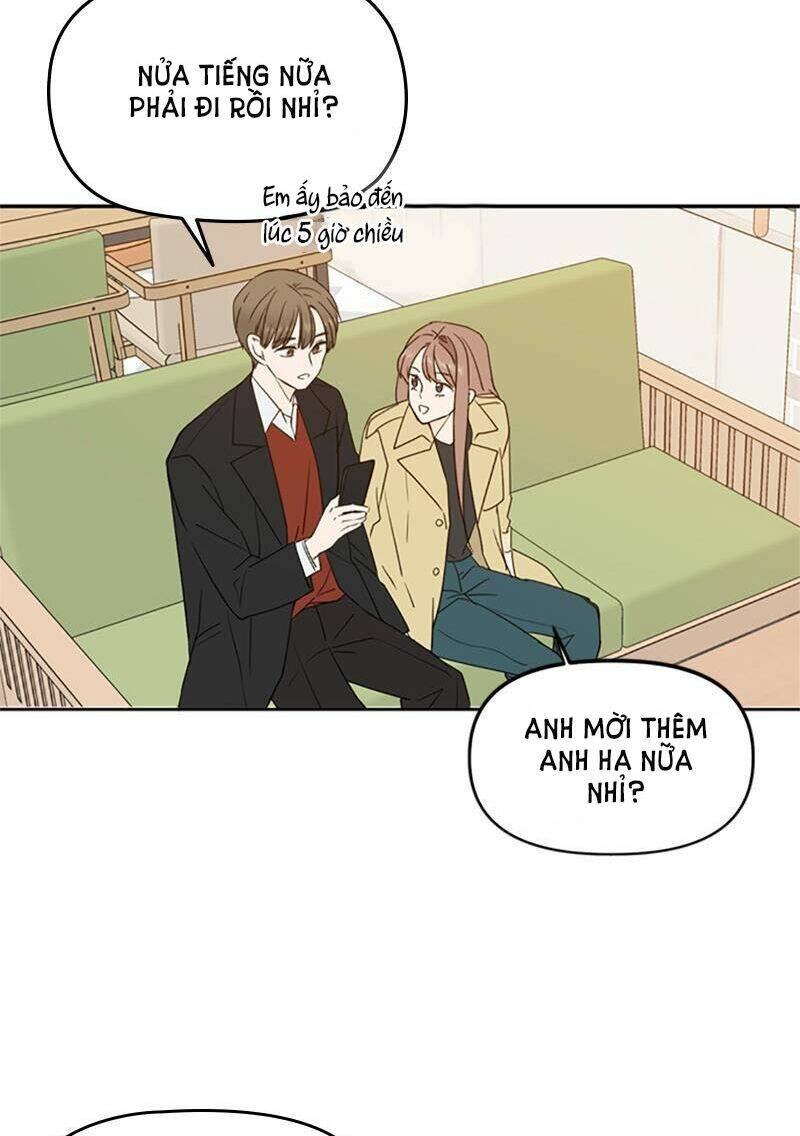 NỬA TIẾNG NỮA
PHẢI ĐI RỒI NHỈ?
Em ấy bảo đến
lúc 5 giờ chiều
ANH MỜI THÊM
ANH HA NỮA
NHỈ?